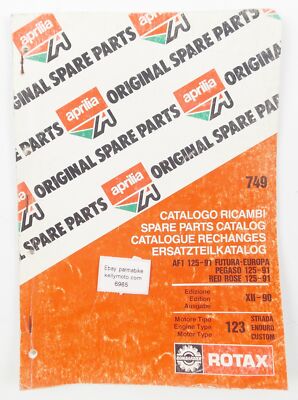 ORIGINAL SPARE PARTS
aprilia
ORIGINAL SPARE PARTS
aprilia
ORIGINAL SPARE PARTS
aprilia
ORIGINAL SPARE PARTS
aprilia
749
CATALOGO RICAMBI
SPARE PARTS CATALOG
CATALOGUE RECHANGES
ERSATZTEILKATALOG
AF1 125-91 FUTURA-EUROPA
PEGASO 125-91
RED ROSE 125-91
Ebay parmabike
kellymoto.com
6965
Edizione
Edition
Ausgabe
XII-90
Motore Tipo
Engine Type
Motor Type
123
STRADA
ENDURO
CUSTOM
ROTAX